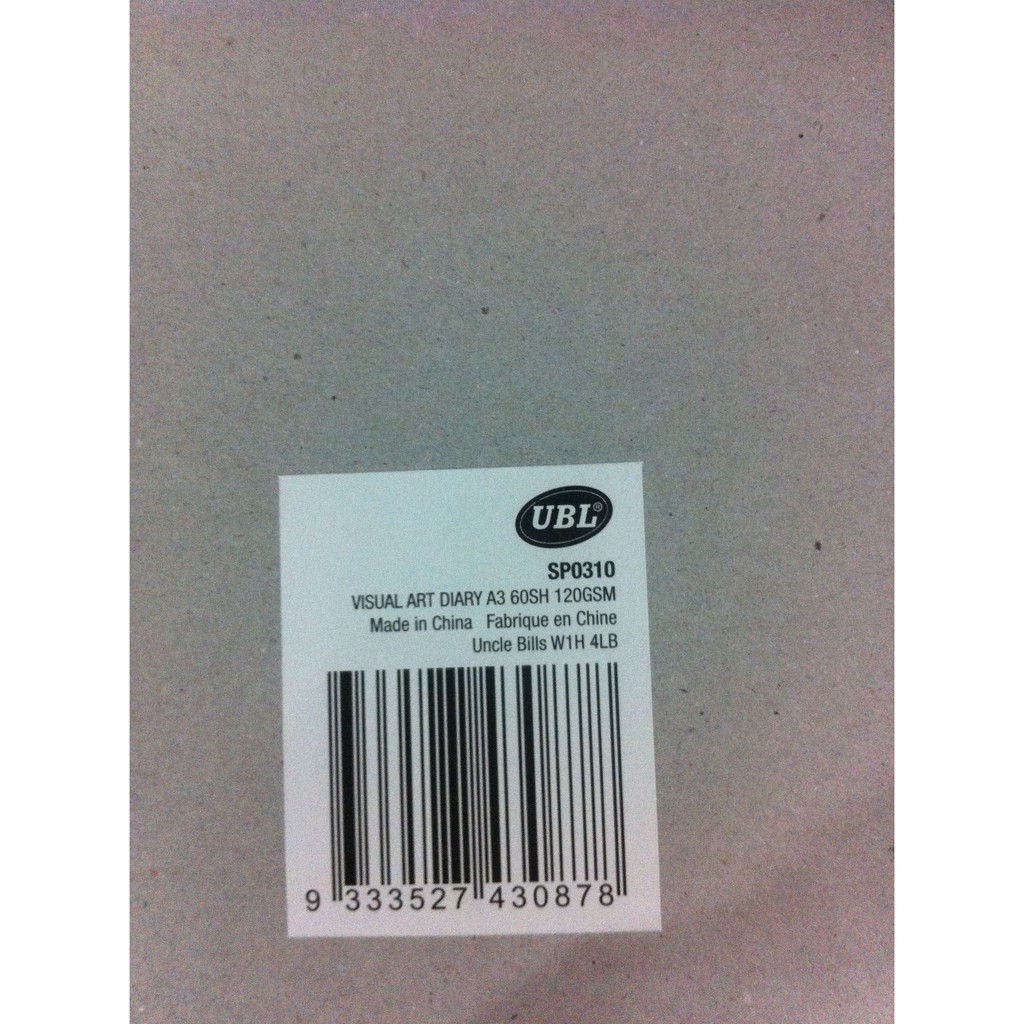 UBL®
SP0310
VISUAL ART DIARY A3 60SH 120GSM
Made in China Fabrique en Chine
Uncle Bills W1H 4LB
9 333527 430878